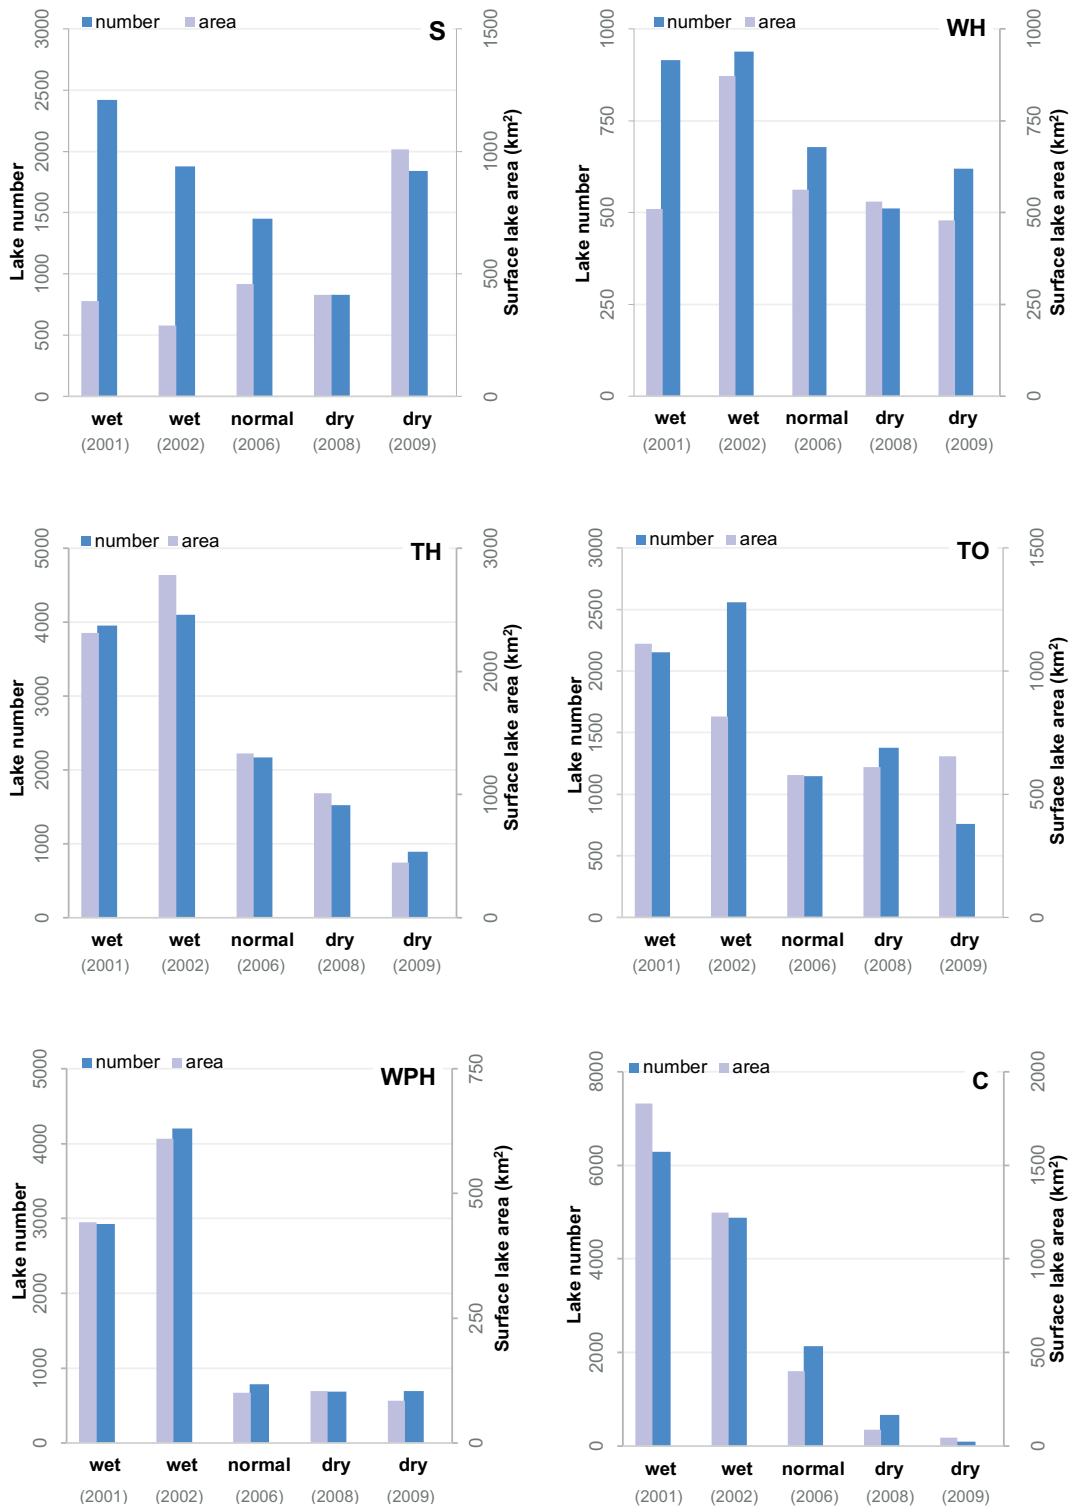 number area
S
3000
2500
2000
1500
1000
500
0
Lake number
1500
1000
500
0
Surface lake area (km²)
wet wet normal dry dry
(2001) (2002) (2006) (2008) (2009)
number area
WH
1000
750
500
250
0
Lake number
1000
750
500
250
0
Surface lake area (km²)
wet wet normal dry dry
(2001) (2002) (2006) (2008) (2009)
number area
TH
5000
4000
3000
2000
1000
0
Lake number
3000
2000
1000
0
Surface lake area (km²)
wet wet normal dry dry
(2001) (2002) (2006) (2008) (2009)
number area
TO
3000
2500
2000
1500
1000
500
0
Lake number
1500
1000
500
0
Surface lake area (km²)
wet wet normal dry dry
(2001) (2002) (2006) (2008) (2009)
number area
WPH
5000
4000
3000
2000
1000
0
Lake number
750
500
250
0
Surface lake area (km²)
wet wet normal dry dry
(2001) (2002) (2006) (2008) (2009)
number area
C
8000
6000
4000
2000
0
Lake number
2000
1500
1000
500
0
Surface lake area (km²)
wet wet normal dry dry
(2001) (2002) (2006) (2008) (2009)